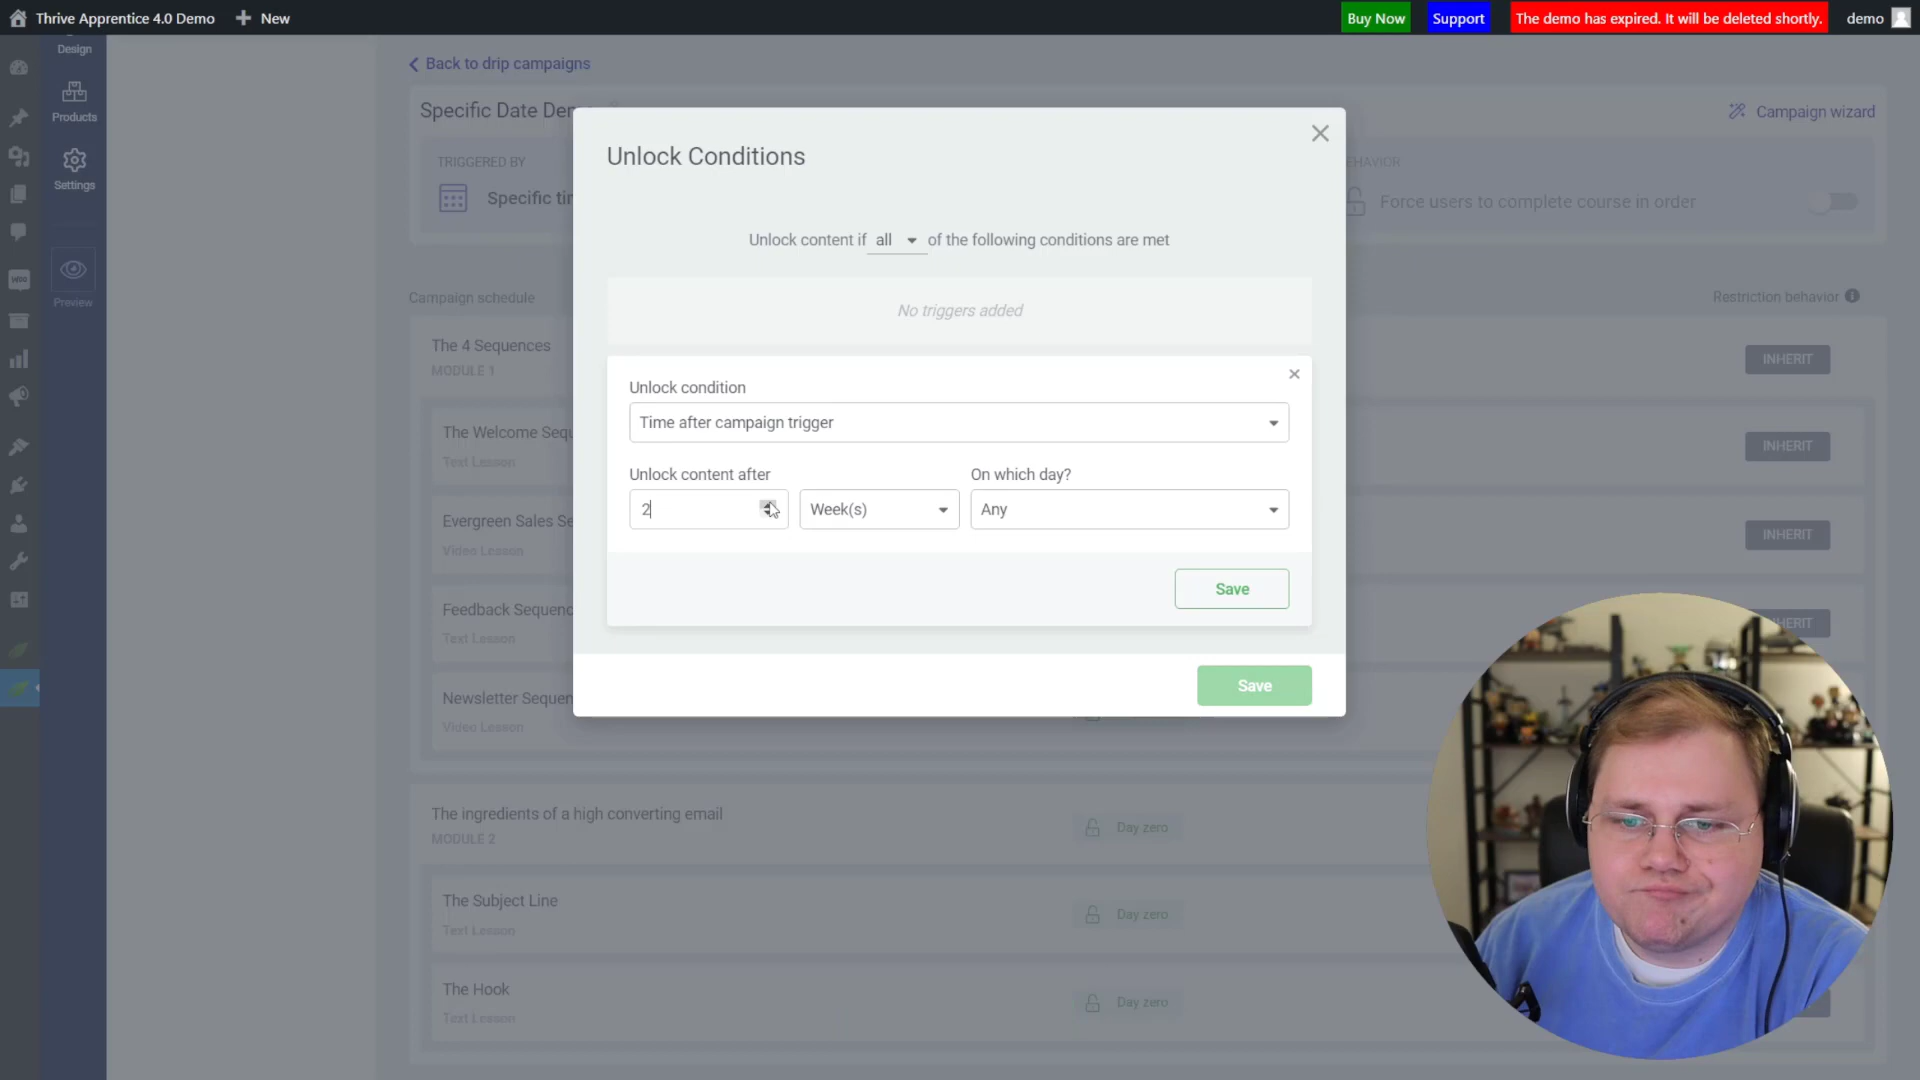 Thrive Apprentice 4.0 Demo
New
Buy Now
Support
The demo has expired. It will be deleted shortly.
demo
Design
Products
Settings
Preview
Back to drip campaigns
Specific Date Dem
Campaign wizard
TRIGGERED BY
Specific ti
EHAVIOR
Force users to complete course in order
Campaign schedule
Restriction behavior
The 4 Sequences
MODULE 1
INHERIT
The Welcome Sequ
Text Lesson
INHERIT
Evergreen Sales Se
Video Lesson
INHERIT
Feedback Sequenc
Text Lesson
HERIT
Newsletter Sequen
Video Lesson
Unlock Conditions
Unlock content if all of the following conditions are met
No triggers added
Unlock condition
Time after campaign trigger
Unlock content after
On which day?
2
Week(s)
Any
Save
Save
The ingredients of a high converting email
MODULE 2
Day zero
The Subject Line
Text Lesson
Day zero
The Hook
Text Lesson
Day zero